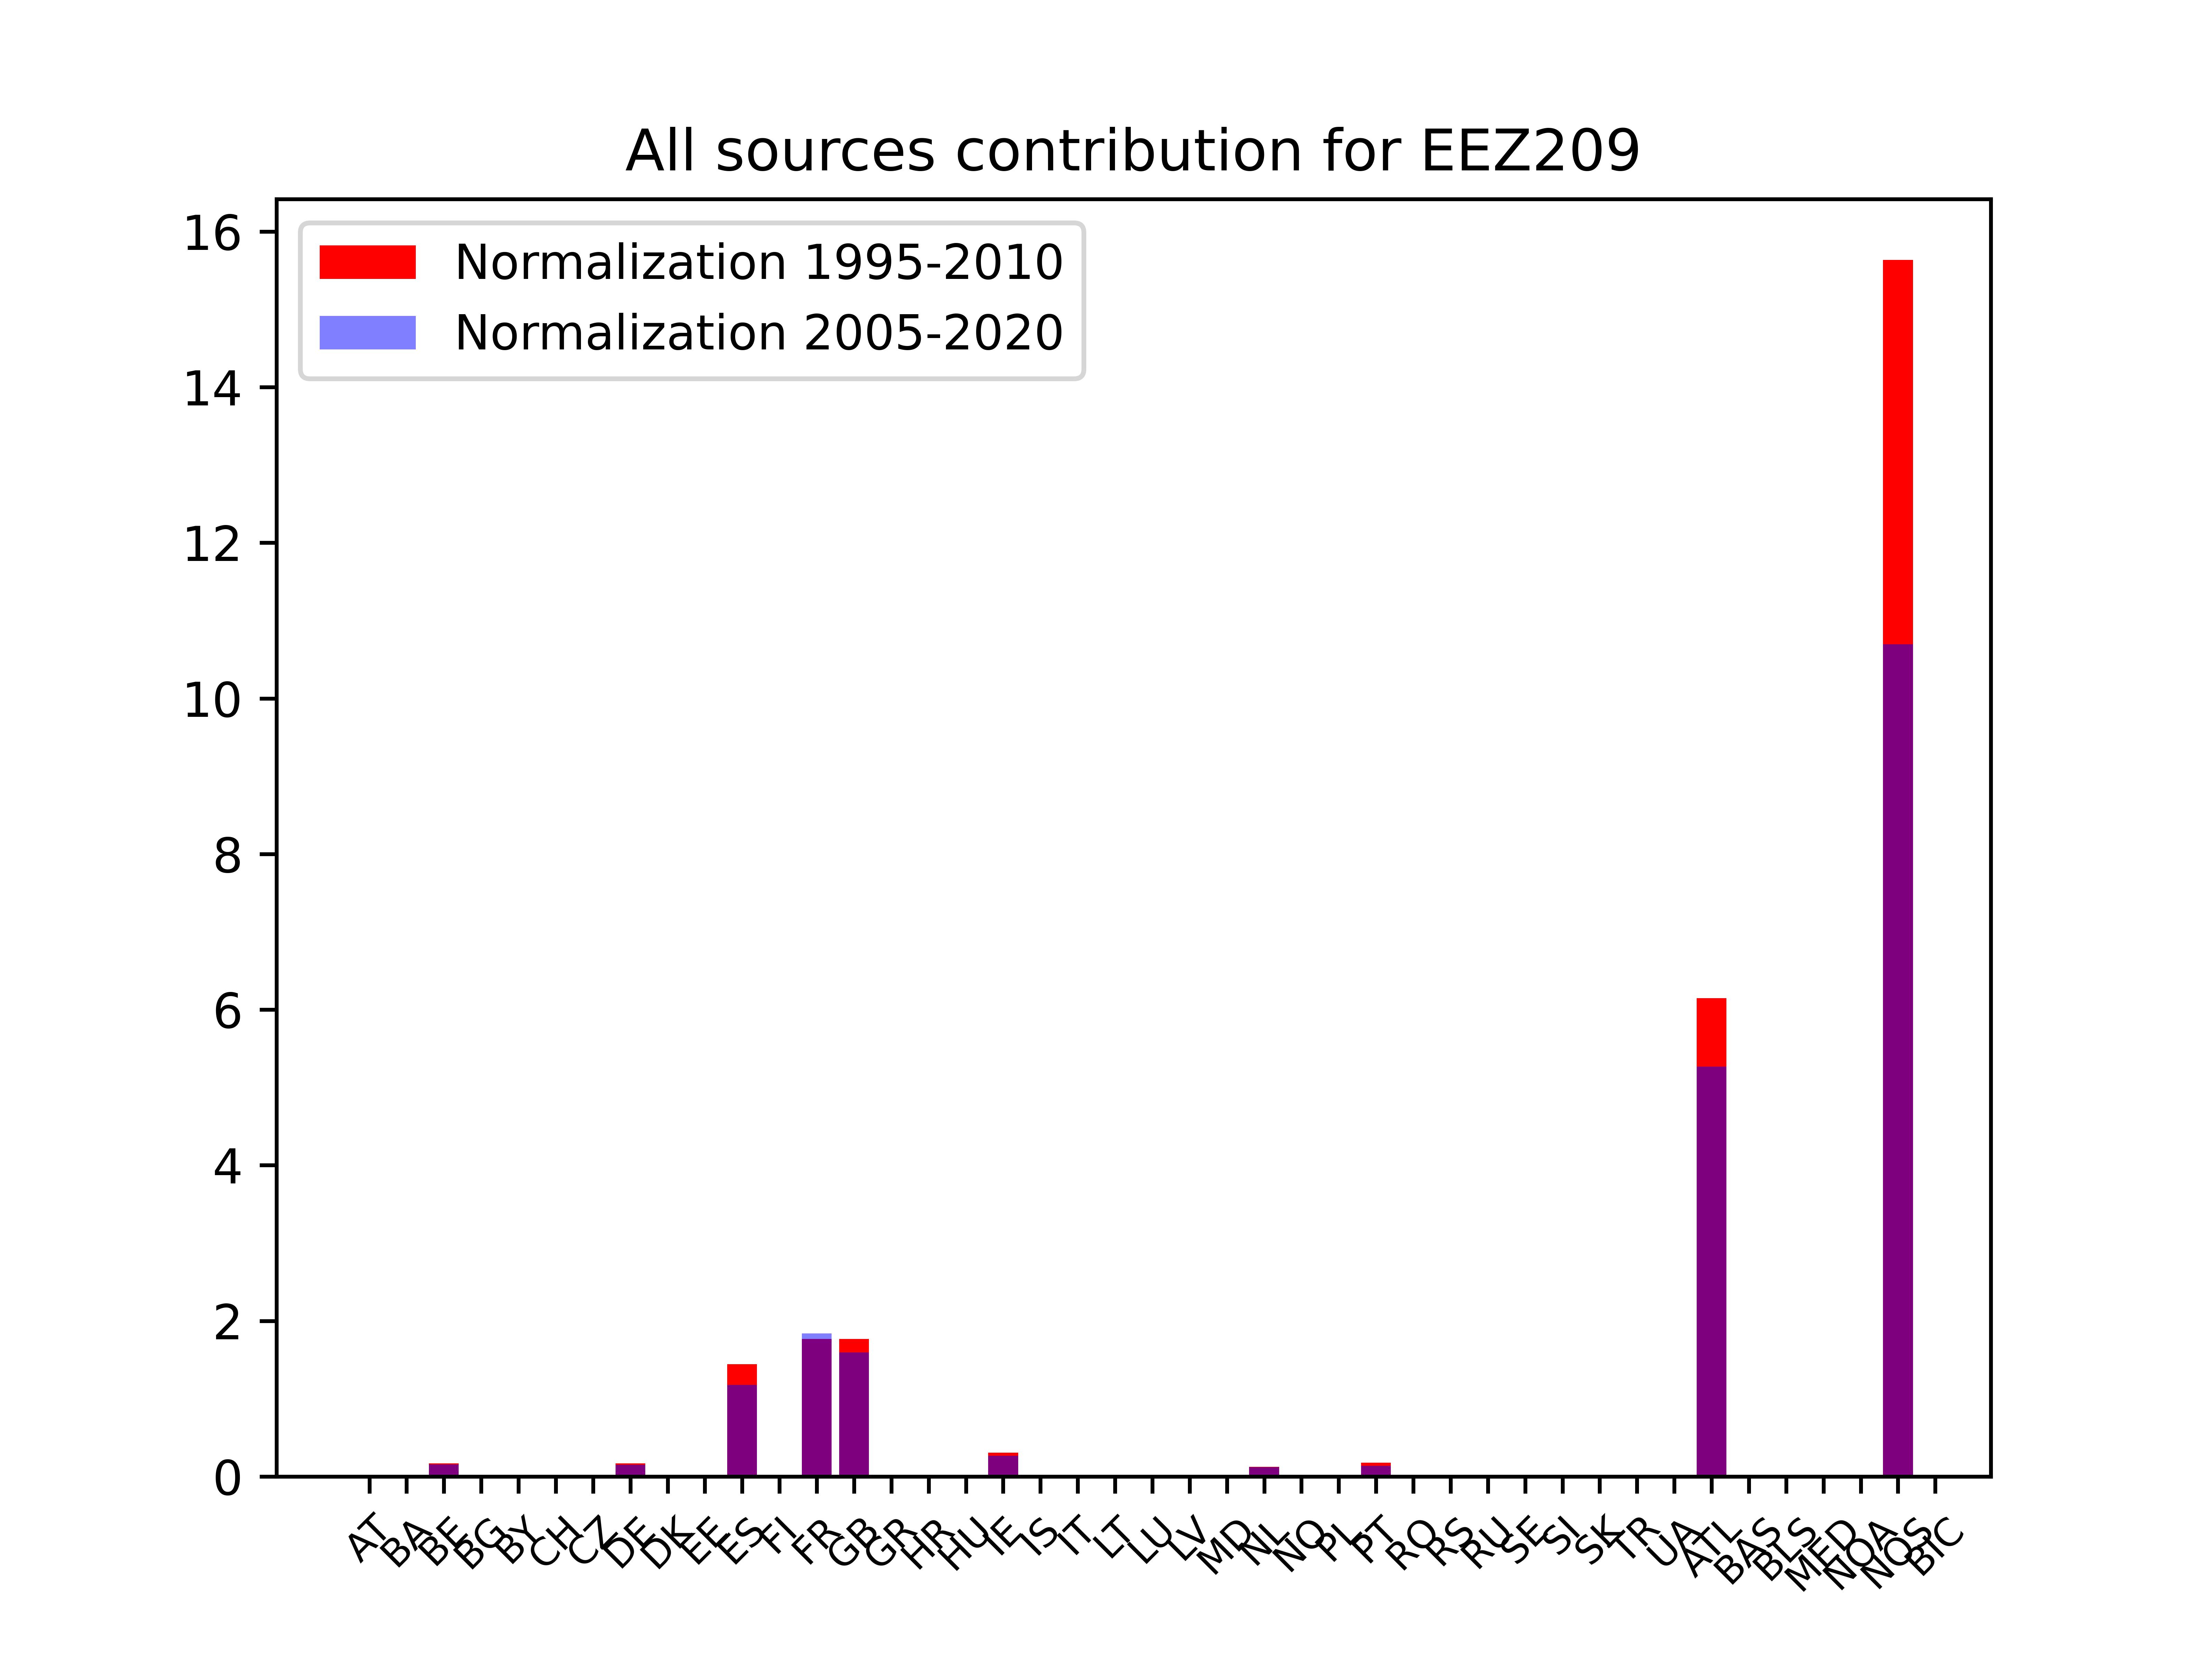 All sources contribution for EEZ209
Normalization 1995-2010
Normalization 2005-2020
16
14
12
10
8
6
4
2
0
AT
BA
BE
BG
BY
CH
CZ
DE
DK
EE
ES
FI
FR
GB
GR
HR
HU
IE
IS
IT
LT
LU
LV
MD
NL
NO
PL
PT
RO
RS
RU
SE
SI
SK
TR
UA
ATL
BAS
BLS
MED
NOA
NOS
BIC